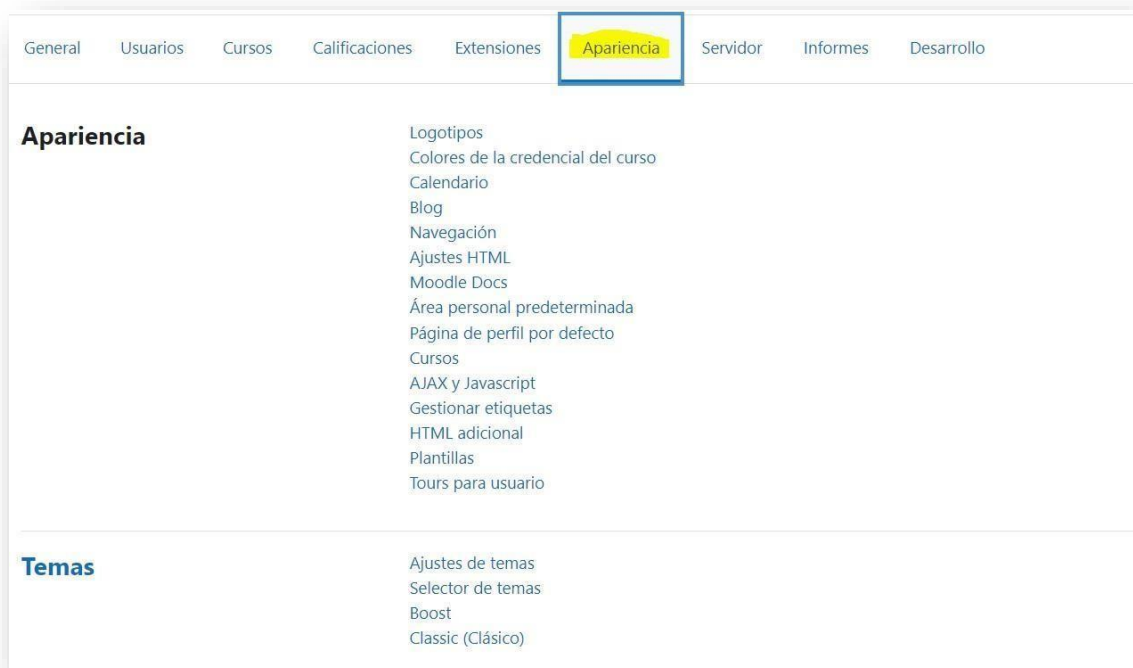 General Usuarios Cursos Calificaciones Extensiones Apariencia Servidor Informes Desarrollo
Apariencia
Logotipos
Colores de la credencial del curso
Calendario
Blog
Navegación
Ajustes HTML
Moodle Docs
Área personal predeterminada
Página de perfil por defecto
Cursos
AJAX y Javascript
Gestionar etiquetas
HTML adicional
Plantillas
Tours para usuario
Temas
Ajustes de temas
Selector de temas
Boost
Classic (Clásico)